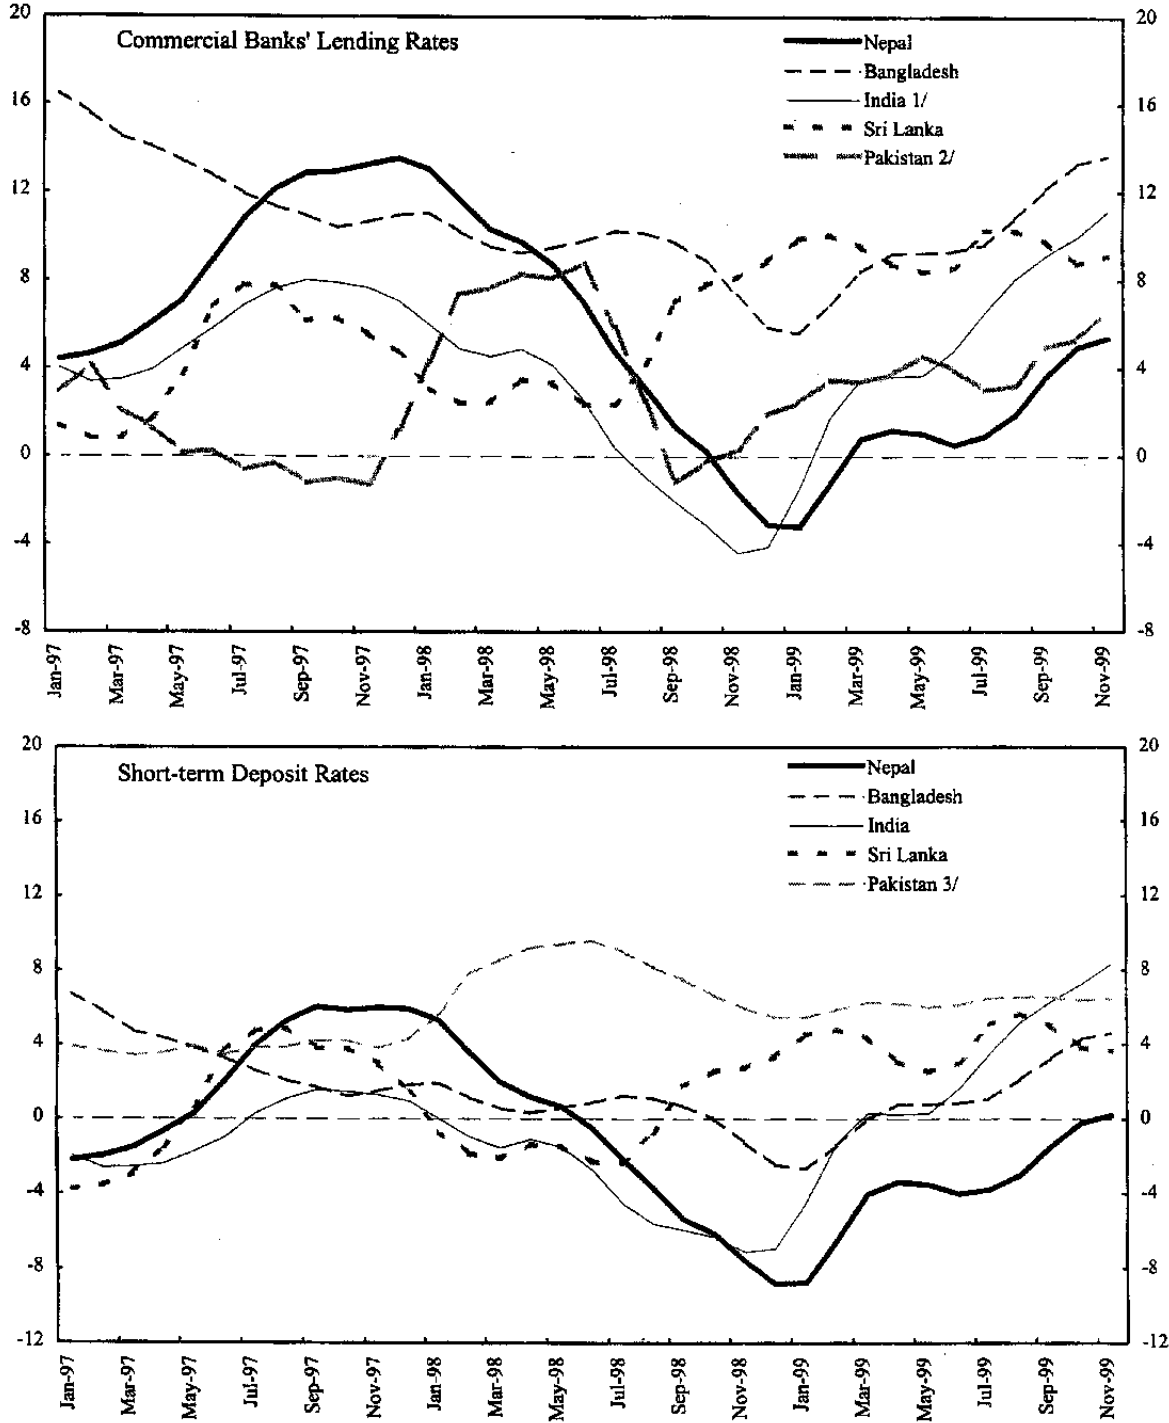 Commercial Banks' Lending Rates
Nepal
Bangladesh
India 1/
Sri Lanka
Pakistan 2/
20
16
12
8
4
0
-4
-8
20
16
12
8
4
0
-4
-8
Jan-97
Mar-97
May-97
Jul-97
Sep-97
Nov-97
Jan-98
Mar-98
May-98
Jul-98
Sep-98
Nov-98
Jan-99
Mar-99
May-99
Jul-99
Sep-99
Nov-99
Short-term Deposit Rates
Nepal
Bangladesh
India
Sri Lanka
Pakistan 3/
20
16
12
8
4
0
-4
-8
-12
20
16
12
8
4
0
-4
-8
-12
Jan-97
Mar-97
May-97
Jul-97
Sep-97
Nov-97
Jan-98
Mar-98
May-98
Jul-98
Sep-98
Nov-98
Jan-99
Mar-99
May-99
Jul-99
Sep-99
Nov-99